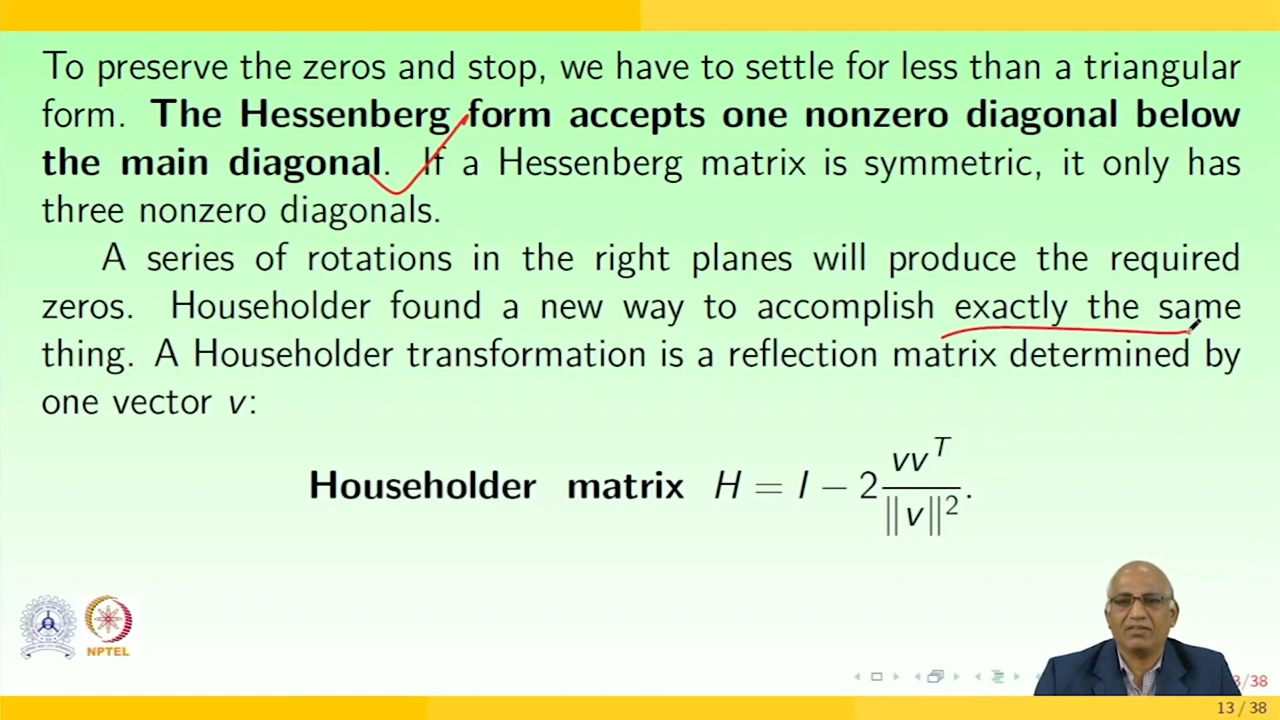 To preserve the zeros and stop, we have to settle for less than a triangular
form. The Hessenberg form accepts one nonzero diagonal below
the main diagonal. If a Hessenberg matrix is symmetric, it only has
three nonzero diagonals.
A series of rotations in the right planes will produce the required
zeros. Householder found a new way to accomplish exactly the same
thing. A Householder transformation is a reflection matrix determined by
one vector v:
Householder matrix H = I − 2 vv^T / ||v||^2.
NPTEL
3/38
13 / 38